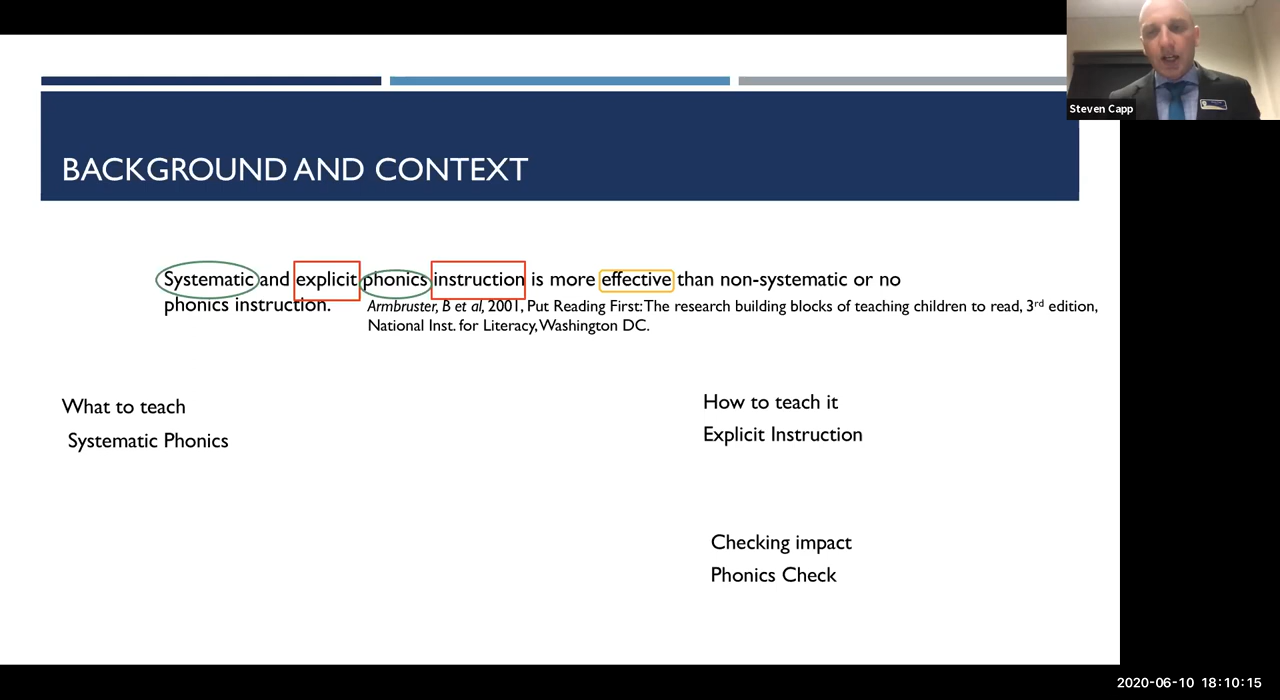 Steven Capp
BACKGROUND AND CONTEXT
Systematic and explicit phonics instruction is more effective than non-systematic or no
phonics instruction.
Armbruster, B et al, 2001, Put Reading First: The research building blocks of teaching children to read, 3rd edition,
National Inst. for Literacy, Washington DC.
What to teach
Systematic Phonics
How to teach it
Explicit Instruction
Checking impact
Phonics Check
2020-06-10 18:10:15